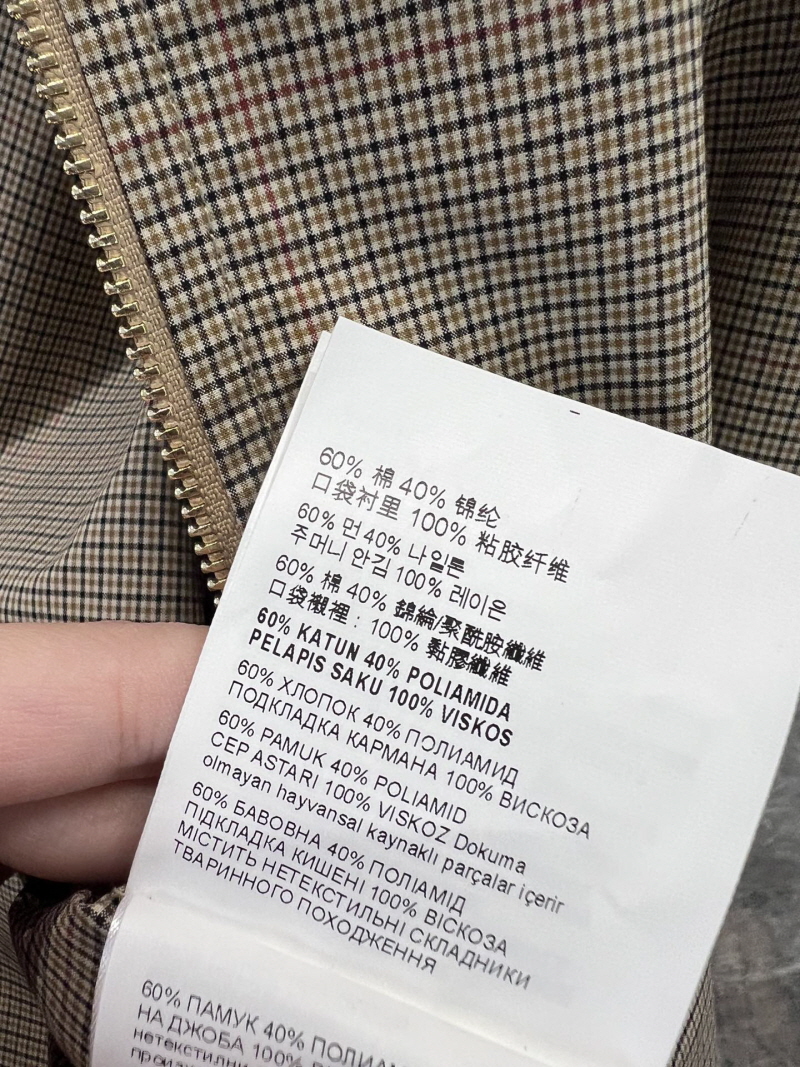 60% 棉 40% 锦纶
口袋衬里 100% 粘胶纤维
60% 면 40% 나일론
주머니 안김 100% 레이온
60% 棉 40% 錦綸/聚酰胺纖維
口袋襯裡：100% 黏膠纖維
60% KATUN 40% POLIAMIDA
PELAPIS SAKU 100% VISKOS
60% ХЛОПОК 40% ПОЛИАМИД
ПОДКЛАДКА КАРМАНА 100% ВИСКОЗА
60% PAMUK 40% POLIAMID
CEP ASTARI 100% VISKOZ Dokuma
olmayan hayvansal kaynaklı parçalar içerir
60% БАВОВНА 40% ПОЛІАМІД
ПІДКЛАДКА КИШЕНІ 100% ВІСКОЗА
МІСТИТЬ НЕТЕКСТИЛЬНІ СКЛАДНИКИ
ТВАРИННОГО ПОХОДЖЕННЯ
60% ПАМУК 40%
НА ДЖОБА 100%